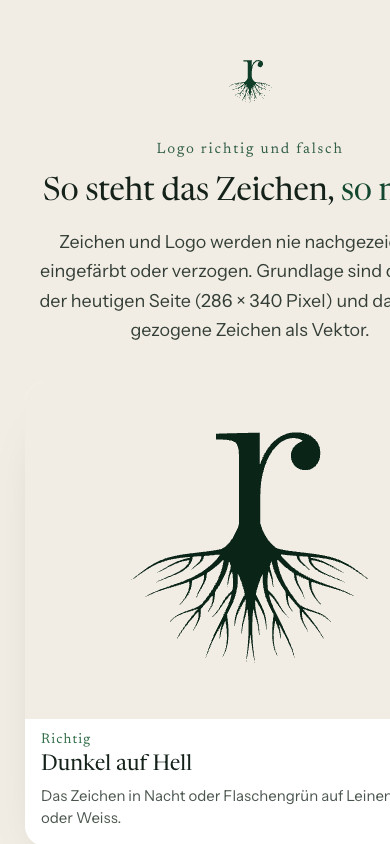 r
Logo richtig und falsch
So steht das Zeichen, so
Zeichen und Logo werden nie
eingefärbt oder verzogen. Grundlage sind
der heutigen Seite (286 × 340 Pixel) und
gezogene Zeichen als Vektor.
r
Richtig
Dunkel auf Hell
Das Zeichen in Nacht oder Flaschengrün auf Leinen
oder Weiss.